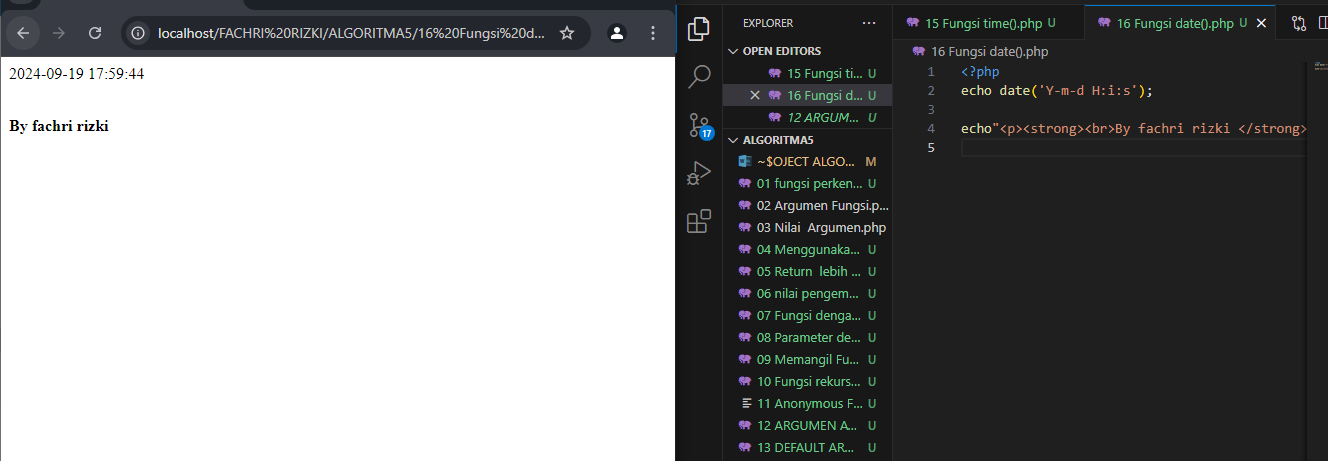 localhost/FACHRI%20RIZKI/ALGORITMA5/16%20Fungsi%20d...
2024-09-19 17:59:44
By fachri rizki
17
EXPLORER
OPEN EDITORS
15 Fungsi ti... U
16 Fungsi d... U
12 ARGUM... U
ALGORITMA5
~$OJECT ALGO... M
01 fungsi perken... U
02 Argumen Fungsi.p...
03 Nilai  Argumen.php
04 Menggunaka... U
05 Return  lebih ... U
06 nilai pengem... U
07 Fungsi denga... U
08 Parameter de... U
09 Memangil Fu... U
10 Fungsi rekurs... U
11 Anonymous F... U
12 ARGUMEN A... U
13 DEFAULT AR... U
15 Fungsi time().php U
16 Fungsi date().php U
16 Fungsi date().php
1 <?php
2 echo date('Y-m-d H:i:s');
3
4 echo"<p><strong><br>By fachri rizki </strong>
5